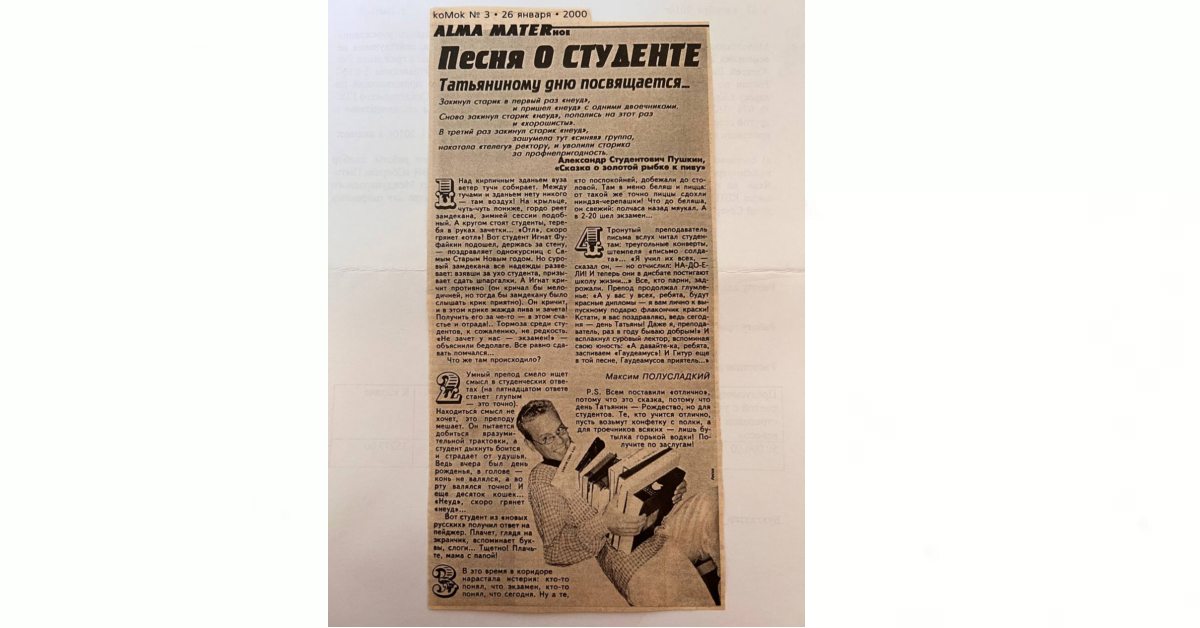 коМок № 3 • 26 января • 2000
ALMA MATERное
Песня О СТУДЕНТЕ
Татьяниному дню посвящается...
Закинул старик в первый раз «неуд»,
и пришел «неуд» с одними двоечниками.
Снова закинул старик «неуд», попались на этот раз
и «хорошисты».
В третий раз закинул старик «неуд»,
зашумела тут «синяя» группа,
накатала «телегу» ректору, и уволили старика
за профнепригодность.
Александр Студентович Пушкин,
«Сказка о золотой рыбке к пиву»
1
Над кирпичным зданьем вуза
ветер тучи собирает. Между
тучами и зданьем нету никого
— там воздух! На крыльце,
чуть-чуть пониже, гордо реет
замдекана, зимней сессии подоб-
ный. А кругом стоят студенты, тере-
бя в руках зачетки... «Отл», скоро
грянет «отл»! Вот студент Игнат Фу-
файкин подошел, держась за стену,
— поздравляет однокурсниц с Са-
мым Старым Новым годом. Но суро-
вый замдекана все надежды разве-
вает: взявши за ухо студента, призы-
вает сдать шпаргалки. А Игнат кри-
чит противно (он кричал бы мело-
дичней, но тогда бы замдекану было
слышать крик приятно). Он кричит,
и в этом крике жажда пива и зачета!
Получить его за че-то — в этом сча-
стье и отрада!.. Тормоза среди сту-
дентов, к сожалению, не редкость.
«Не зачет у нас — экзамен!» —
объяснили бедолаге. Все равно сда-
вать помчался...
Что же там происходило?
2
Умный препод смело ищет
смысл в студенческих отве-
тах (на пятнадцатом ответе
станет глупым
— это точно).
Находиться смысл не
хочет, это преподу
мешает. Он пытается
добиться вразуми-
тельной трактовки, а
студент дыхнуть боится
и страдает от удушья.
Ведь вчера был день
рожденья, в голове —
конь не валялся, а во
рту валялся точно! И
еще десяток кошек...
«Неуд», скоро грянет
«неуд»...
Вот студент из «новых
русских» получил ответ на
пейджер. Плачет, глядя на
экранчик, вспоминает бук-
вы, слоги... Тщетно! Плачь-
те, мама с папой!
3
В это время в коридоре
нарастала истерия: кто-то
понял, что экзамен, кто-то
понял, что сегодня. Ну а те,
кто поспокойней, добежали до сто-
ловой. Там в меню беляш и пицца:
от такой же точно пиццы сдохли
ниндзя-черепашки! Что до беляша,
он свежий: полчаса назад мяукал. А
в 2-20 шел экзамен...
4
Тронутый преподаватель
письма вслух читал студен-
там: треугольные конверты,
штемпеля «письмо солда-
та»... «Я учил их всех, —
сказал он, — но отчислил: НА-ДО-Е-
ЛИ! И теперь они в дисбате постигают
школу жизни...» Все, кто парни, зад-
рожали. Препод продолжал глумле-
нье: «А у вас у всех, ребята, будут
красные дипломы — я вам лично к вы-
пускному подарю флакончик краски!
Кстати, я вас поздравляю, ведь сегод-
ня — день Татьяны! Даже я, препода-
ватель, раз в году бываю добрым!» И
всплакнул суровый лектор, вспоминая
свою юность: «А давайте-ка, ребята,
заспиваем «Гаудеамус»! И Гитур еще
в той песне, Гаудеамусов приятель...»
Максим ПОЛУСЛАДКИЙ
P.S. Всем поставили «отлично»,
потому что это сказка, потому что
день Татьянин — Рождество, но для
студентов. Те, кто учится отлично,
пусть возьмут конфетку с полки, а
для троечников всяких — лишь бу-
тылка горькой водки! По-
лучите по заслугам!